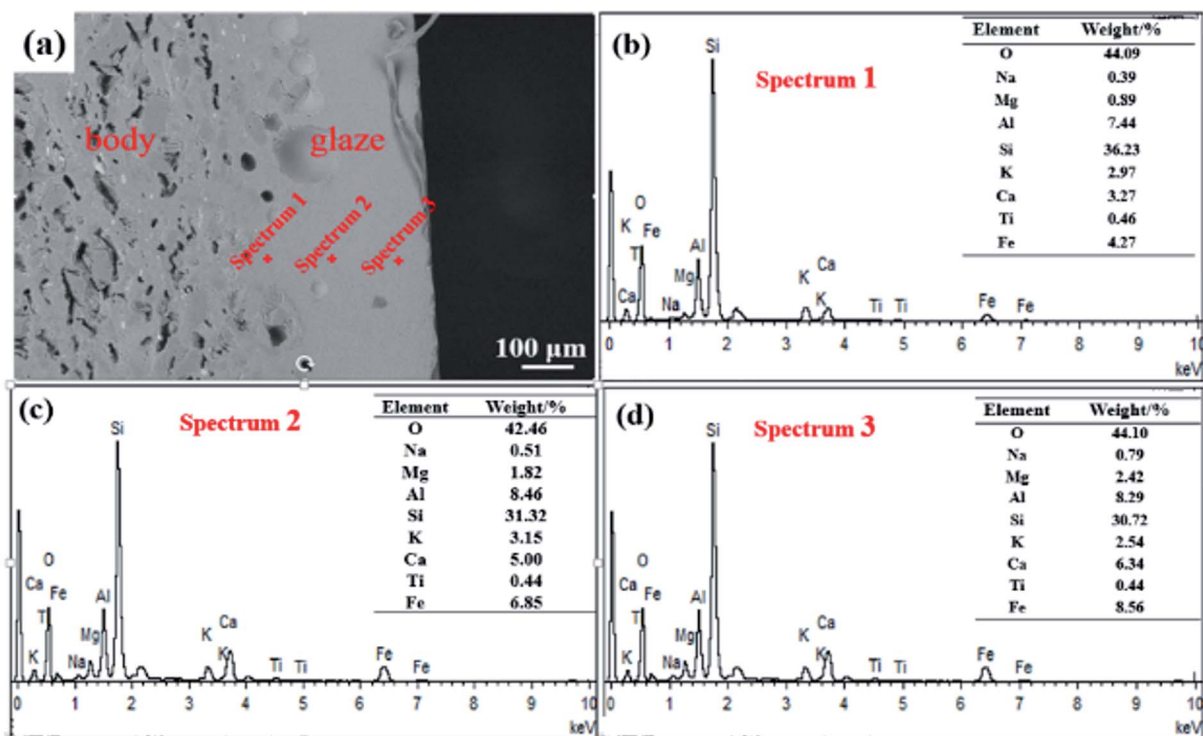 (a)
body
glaze
Spectrum 1
Spectrum 2
Spectrum 3
100 µm
(b)
Spectrum 1
Element Weight/%
O 44.09
Na 0.39
Mg 0.89
Al 7.44
Si 36.23
K 2.97
Ca 3.27
Ti 0.46
Fe 4.27
Si
O
K Fe
T
Ca
Na
Mg
Al
K
Ca
K
Ti Ti
Fe Fe
0 1 2 3 4 5 6 7 8 9 10
keV
(c)
Spectrum 2
Element Weight/%
O 42.46
Na 0.51
Mg 1.82
Al 8.46
Si 31.32
K 3.15
Ca 5.00
Ti 0.44
Fe 6.85
Si
O
Ca Fe
T
K
Na
Mg
Al
K
Ca
K
Ti Ti
Fe Fe
0 1 2 3 4 5 6 7 8 9 10
keV
(d)
Spectrum 3
Element Weight/%
O 44.10
Na 0.79
Mg 2.42
Al 8.29
Si 30.72
K 2.54
Ca 6.34
Ti 0.44
Fe 8.56
Si
O
Ca Fe
T
K
Na
Mg
Al
K
Ca
K
Ti Ti
Fe Fe
0 1 2 3 4 5 6 7 8 9 10
keV